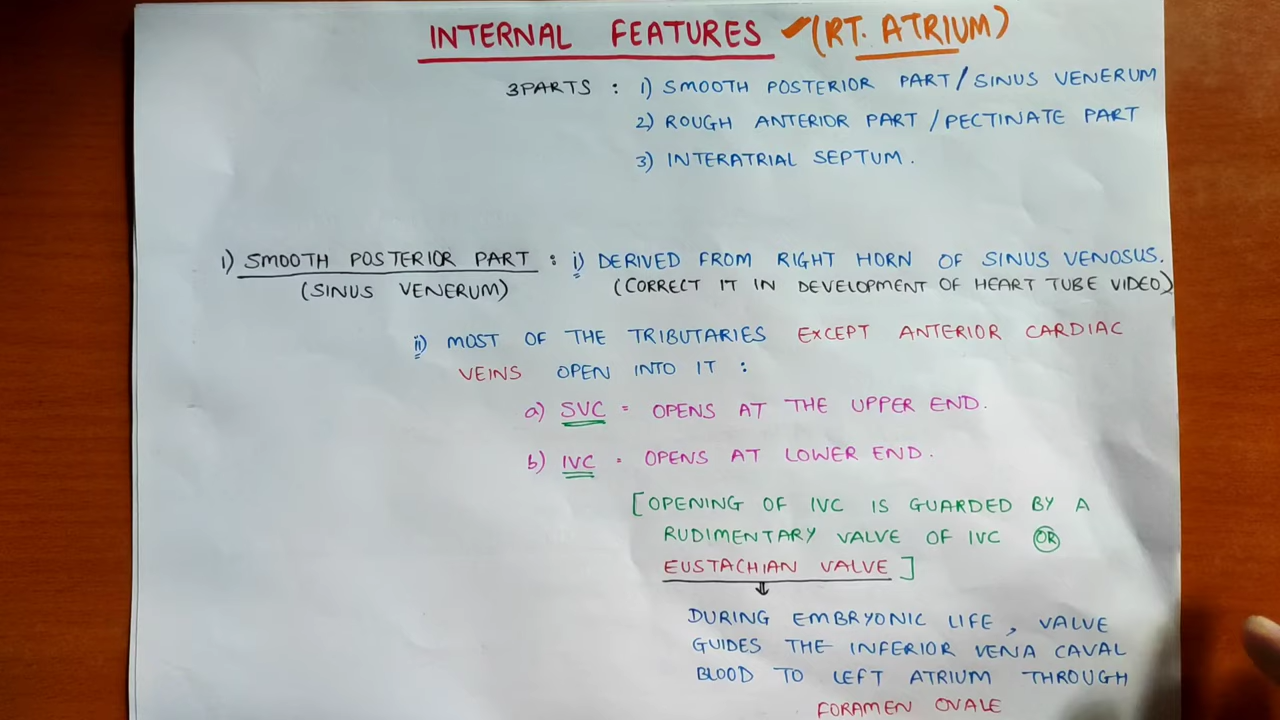 INTERNAL FEATURES (RT. ATRIUM)
3 PARTS : 1) SMOOTH POSTERIOR PART / SINUS VENERUM
2) ROUGH ANTERIOR PART / PECTINATE PART
3) INTERATRIAL SEPTUM.
1) SMOOTH POSTERIOR PART : i) DERIVED FROM RIGHT HORN OF SINUS VENOSUS.
(SINUS VENERUM) (CORRECT IT IN DEVELOPMENT OF HEART TUBE VIDEO)
ii) MOST OF THE TRIBUTARIES EXCEPT ANTERIOR CARDIAC
VEINS OPEN INTO IT :
a) SVC = OPENS AT THE UPPER END.
b) IVC = OPENS AT LOWER END.
[OPENING OF IVC IS GUARDED BY A
RUDIMENTARY VALVE OF IVC OR
EUSTACHIAN VALVE]
↓
DURING EMBRYONIC LIFE, VALVE
GUIDES THE INFERIOR VENA CAVAL
BLOOD TO LEFT ATRIUM THROUGH
FORAMEN OVALE